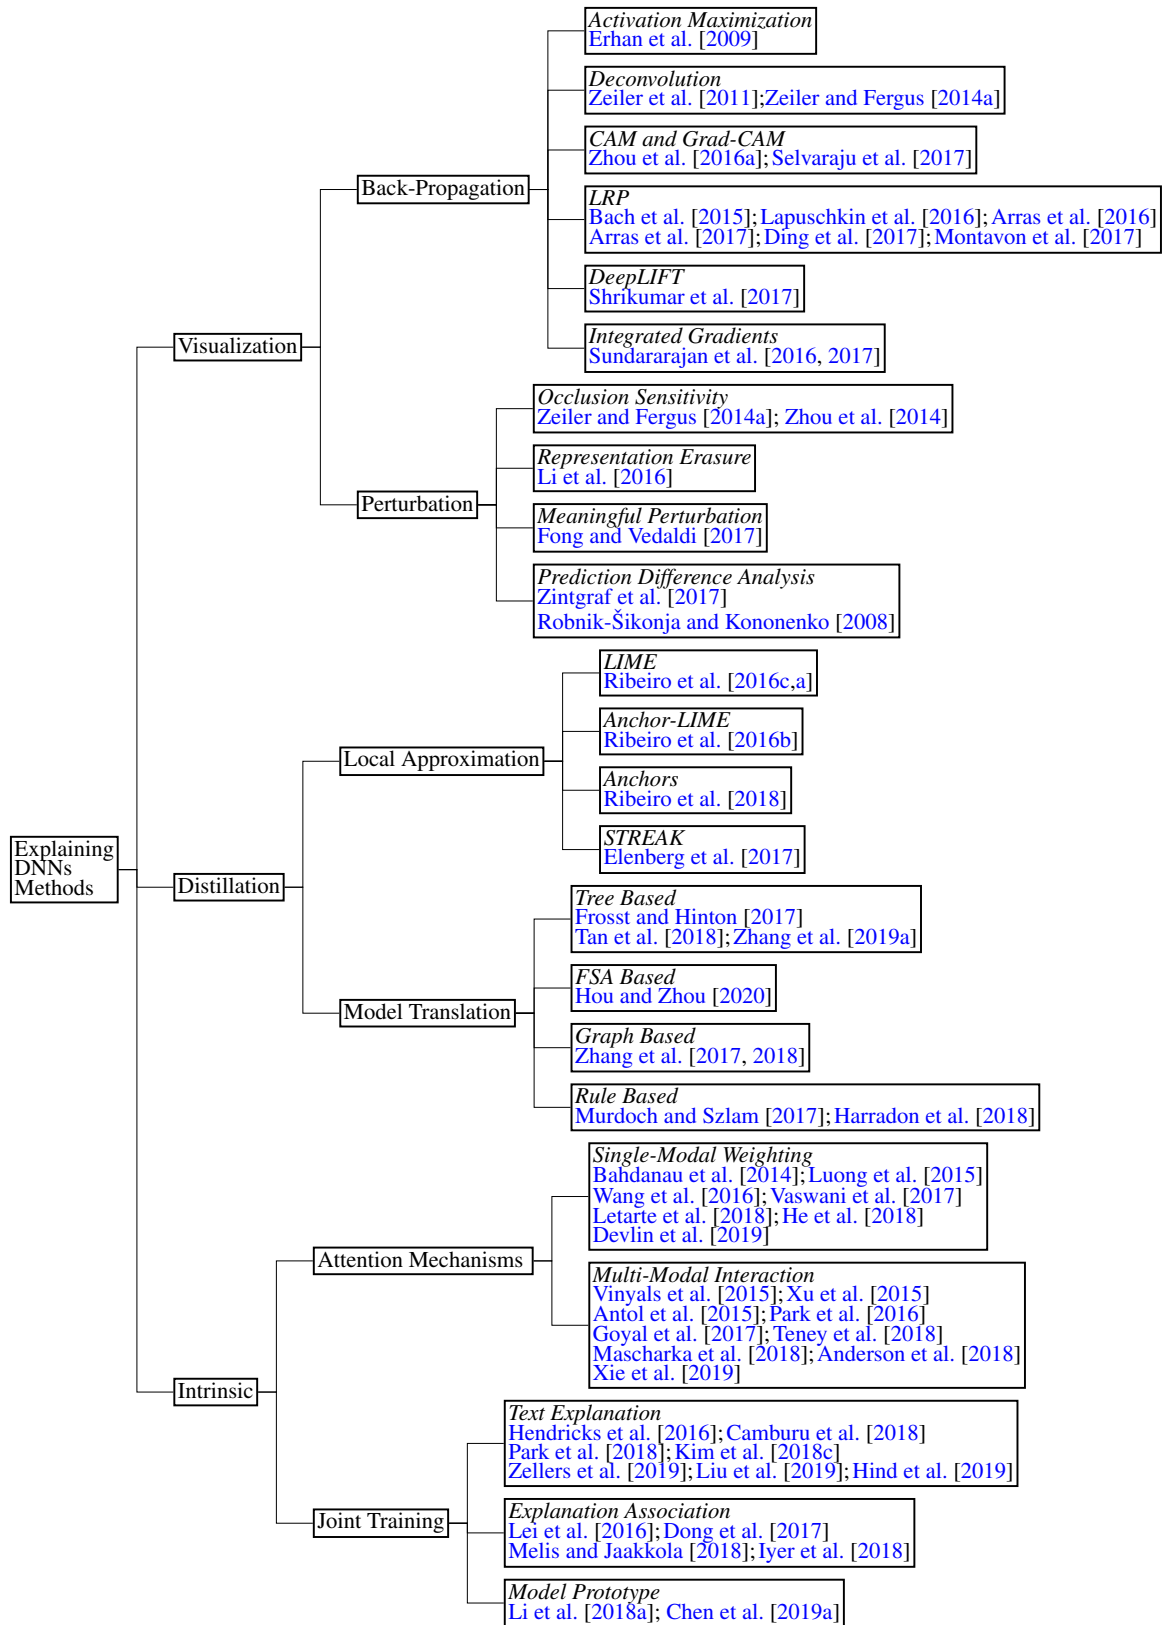 Activation Maximization
Erhan et al. [2009]
Deconvolution
Zeiler et al. [2011];Zeiler and Fergus [2014a]
CAM and Grad-CAM
Zhou et al. [2016a];Selvaraju et al. [2017]
Back-Propagation
LRP
Bach et al. [2015];Lapuschkin et al. [2016];Arras et al. [2016]
Arras et al. [2017];Ding et al. [2017];Montavon et al. [2017]
DeepLIFT
Shrikumar et al. [2017]
Visualization
Integrated Gradients
Sundararajan et al. [2016, 2017]
Occlusion Sensitivity
Zeiler and Fergus [2014a]; Zhou et al. [2014]
Representation Erasure
Li et al. [2016]
Perturbation
Meaningful Perturbation
Fong and Vedaldi [2017]
Prediction Difference Analysis
Zintgraf et al. [2017]
Robnik-Šikonja and Kononenko [2008]
LIME
Ribeiro et al. [2016c,a]
Anchor-LIME
Ribeiro et al. [2016b]
Local Approximation
Anchors
Ribeiro et al. [2018]
STREAK
Elenberg et al. [2017]
Explaining
DNNs
Methods
Distillation
Tree Based
Frosst and Hinton [2017]
Tan et al. [2018];Zhang et al. [2019a]
FSA Based
Hou and Zhou [2020]
Model Translation
Graph Based
Zhang et al. [2017, 2018]
Rule Based
Murdoch and Szlam [2017];Harradon et al. [2018]
Single-Modal Weighting
Bahdanau et al. [2014];Luong et al. [2015]
Wang et al. [2016];Vaswani et al. [2017]
Letarte et al. [2018];He et al. [2018]
Devlin et al. [2019]
Attention Mechanisms
Multi-Modal Interaction
Vinyals et al. [2015];Xu et al. [2015]
Antol et al. [2015];Park et al. [2016]
Goyal et al. [2017];Teney et al. [2018]
Mascharka et al. [2018];Anderson et al. [2018]
Xie et al. [2019]
Intrinsic
Text Explanation
Hendricks et al. [2016];Camburu et al. [2018]
Park et al. [2018];Kim et al. [2018c]
Zellers et al. [2019];Liu et al. [2019];Hind et al. [2019]
Joint Training
Explanation Association
Lei et al. [2016];Dong et al. [2017]
Melis and Jaakkola [2018];Iyer et al. [2018]
Model Prototype
Li et al. [2018a]; Chen et al. [2019a]